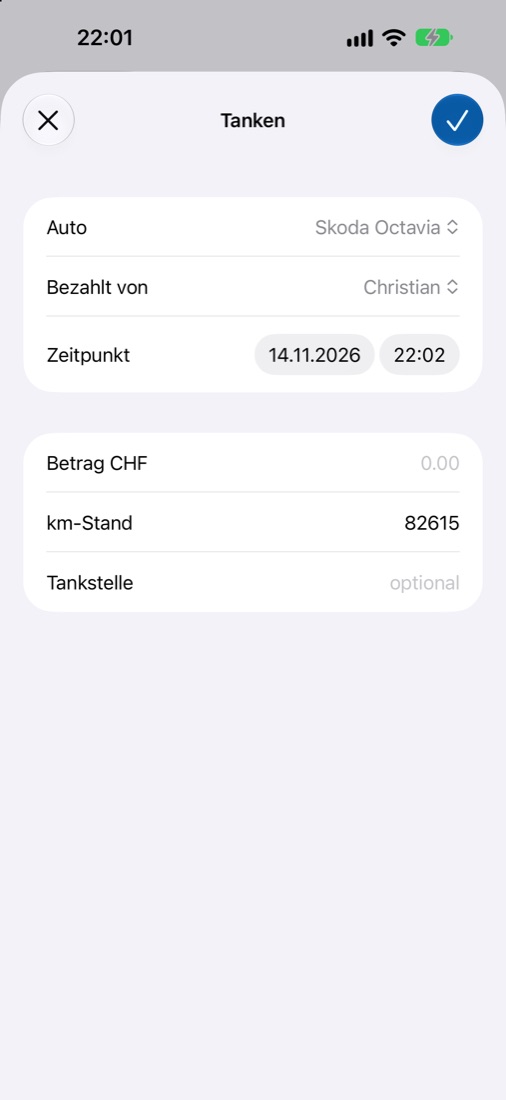 22:01
Tanken
Auto Skoda Octavia
Bezahlt von Christian
Zeitpunkt 14.11.2026 22:02
Betrag CHF 0.00
km-Stand 82615
Tankstelle optional